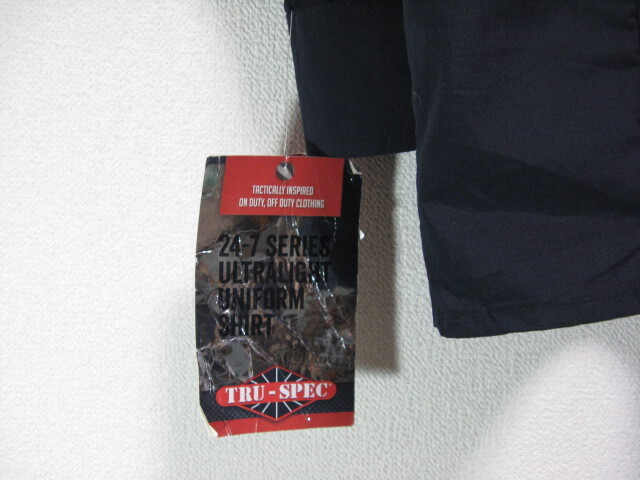 TACTICALLY INSPIRED
ON DUTY, OFF DUTY CLOTHING
24-7 SERIES
ULTRALIGHT
UNIFORM
SHIRT
TRU-SPEC®